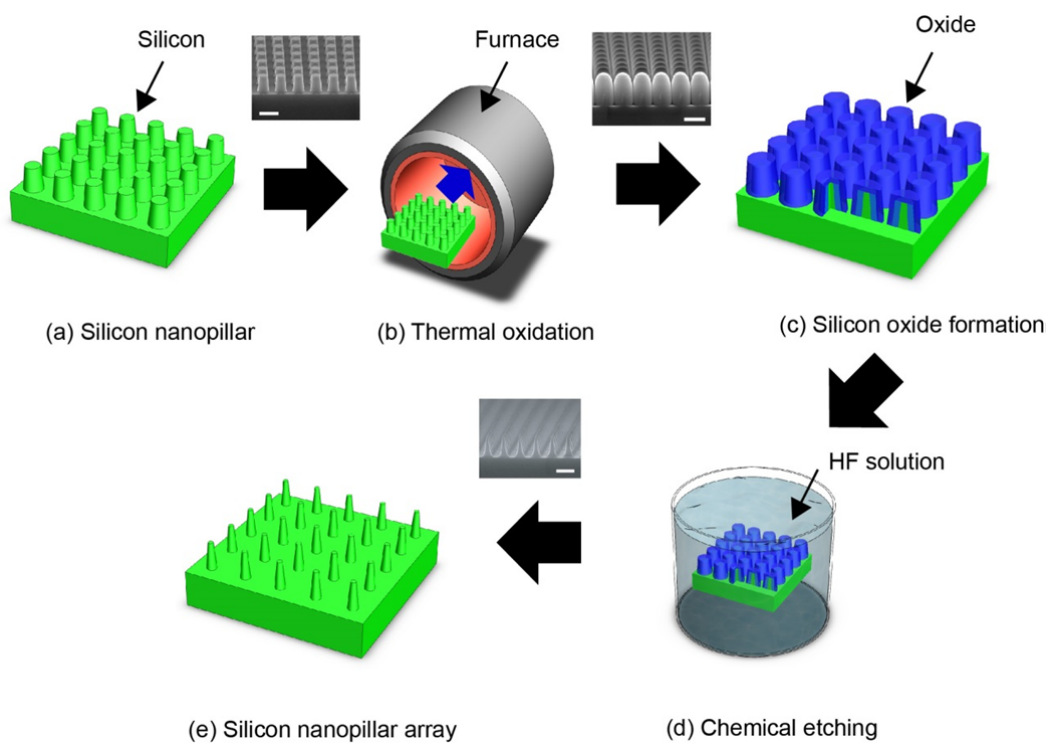 Silicon
Furnace
Oxide
(a) Silicon nanopillar
(b) Thermal oxidation
(c) Silicon oxide formation
HF solution
(e) Silicon nanopillar array
(d) Chemical etching